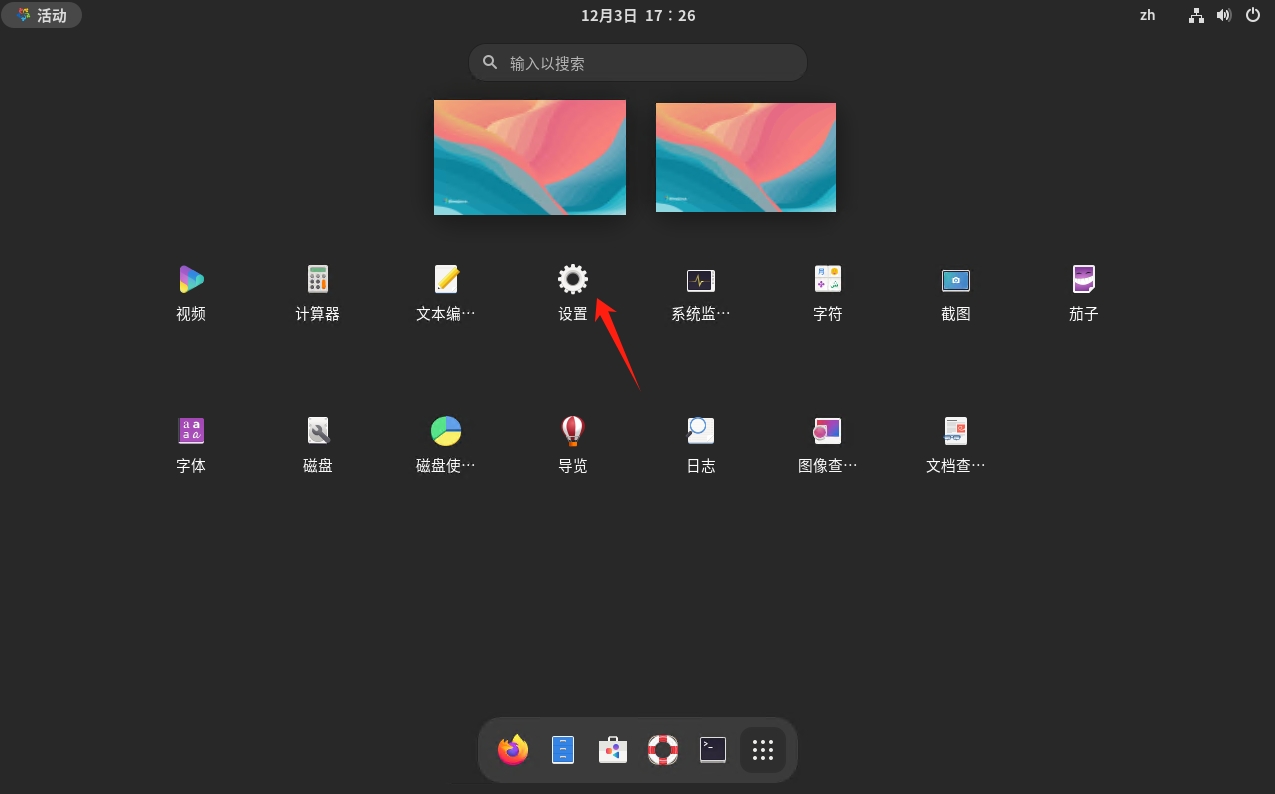 活动
12月3日 17：26
zh
输入以搜索
视频
计算器
文本编…
设置
系统监…
字符
截图
茄子
字体
磁盘
磁盘使…
导览
日志
图像查…
文档查…